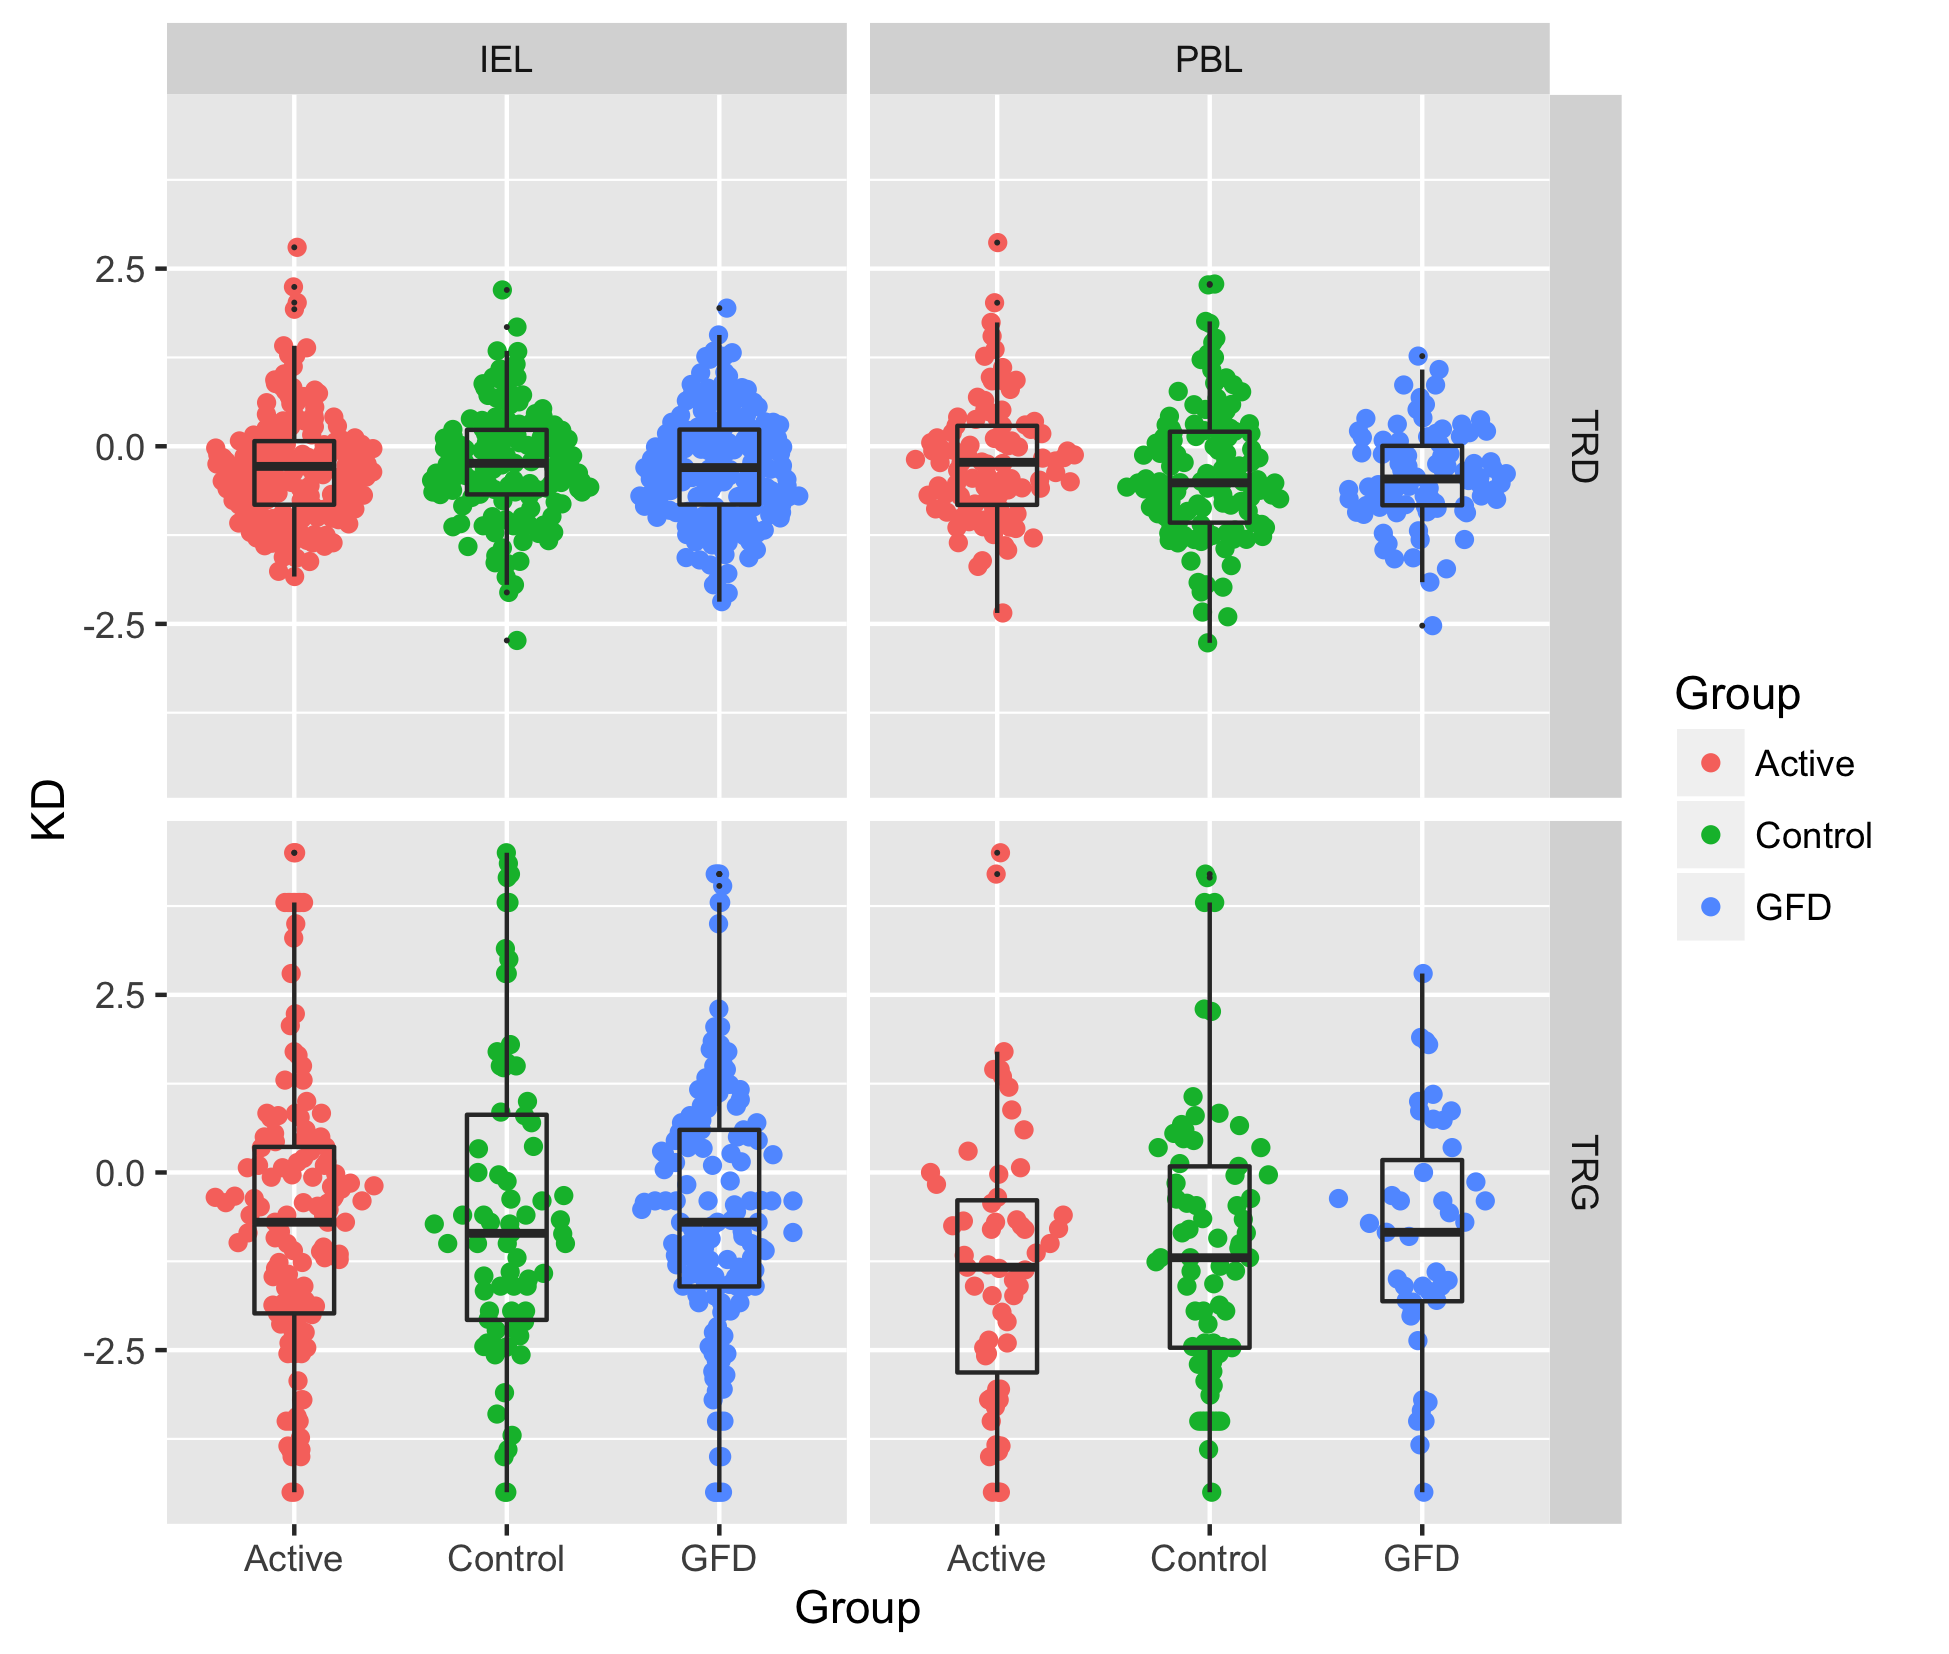 IEL
PBL
2.5
0.0
-2.5
TRD
KD
2.5
0.0
-2.5
TRG
Active
Control
GFD
Active
Control
GFD
Group
Group
Active
Control
GFD